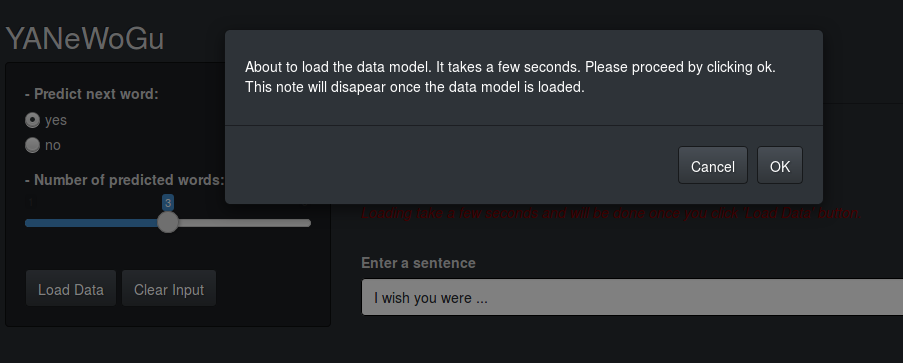 YANeWoGu
About to load the data model. It takes a few seconds. Please proceed by clicking ok.
This note will disapear once the data model is loaded.
Cancel
OK
- Predict next word:
yes
no
- Number of predicted words:
1
3
Load Data
Clear Input
Enter a sentence
I wish you were ...